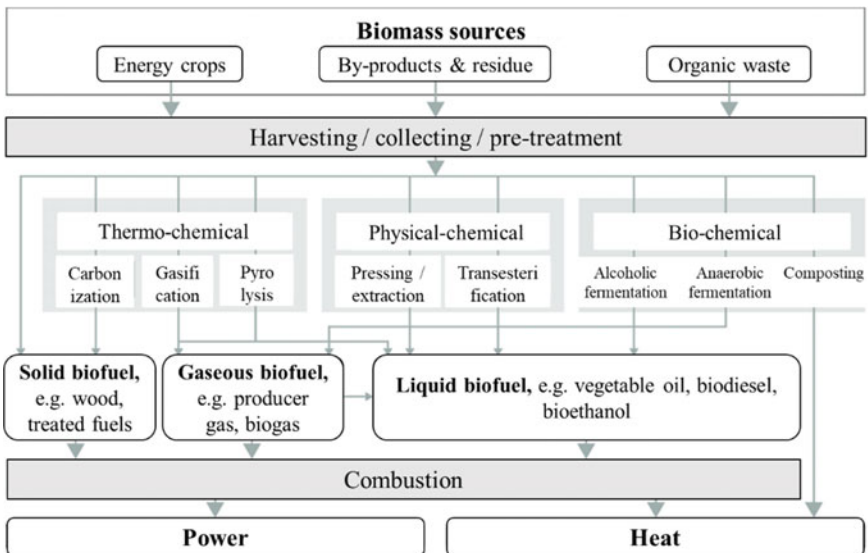 Biomass sources
Energy crops
By-products & residue
Organic waste
Harvesting / collecting / pre-treatment
Thermo-chemical
Physical-chemical
Bio-chemical
Carbon
ization
Gasifi
cation
Pyro
lysis
Pressing /
extraction
Transesteri
fication
Alcoholic
fermentation
Anaerobic
fermentation
Composting
Solid biofuel,
e.g. wood,
treated fuels
Gaseous biofuel,
e.g. producer
gas, biogas
Liquid biofuel, e.g. vegetable oil, biodiesel,
bioethanol
Combustion
Power
Heat